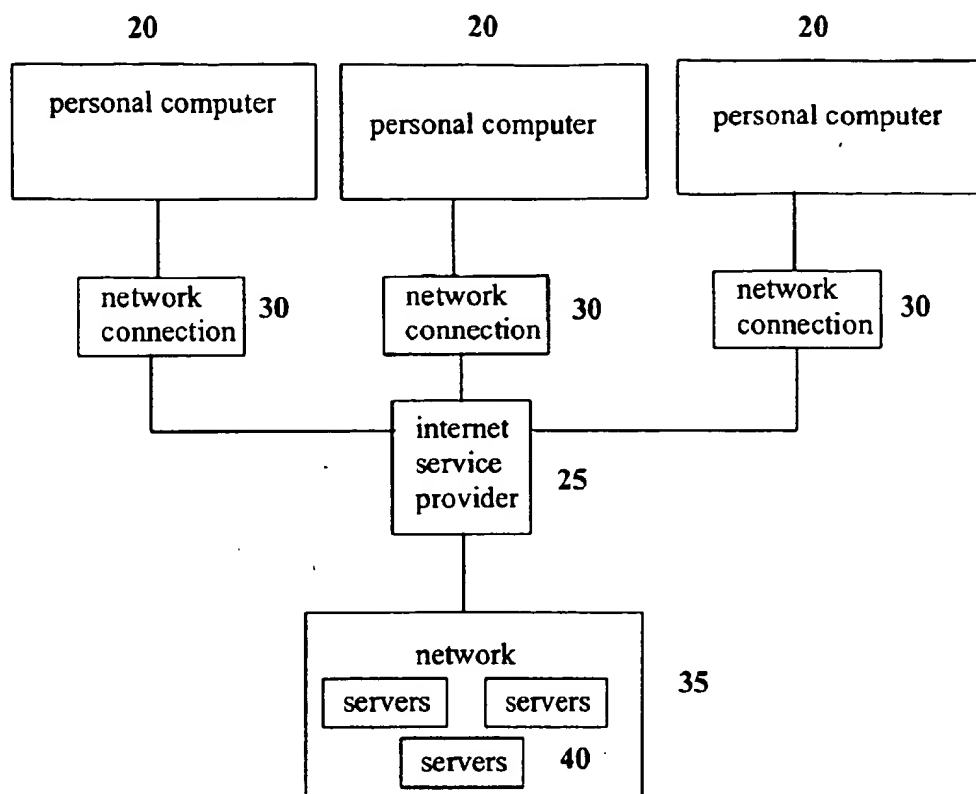 20
20
20
personal computer
personal computer
personal computer
network
connection
30
network
connection
30
network
connection
30
internet
service
provider
25
network
35
servers
servers
servers
40